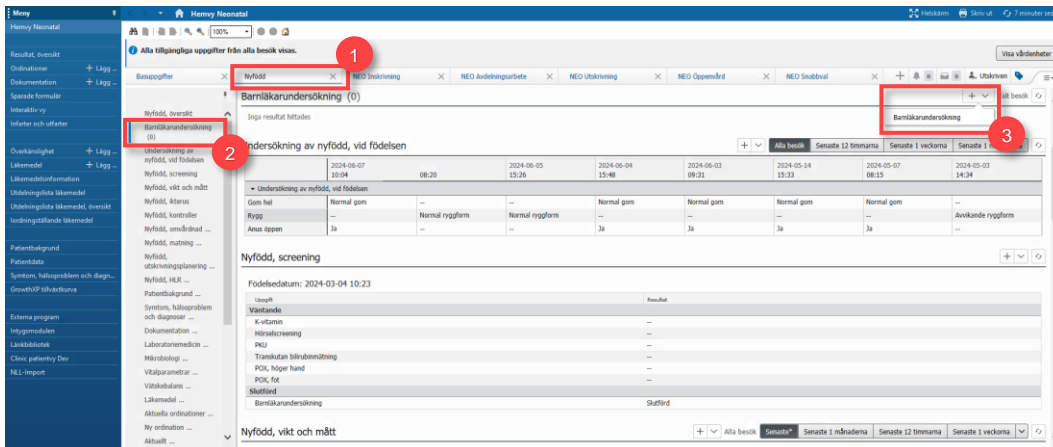 Meny
Hemvy Neonatal
Helskärm Skriv ut 7 minuter sed
Hemvy Neonatal
100%
Alla tillgängliga uppgifter från alla besök visas.
Visa vårdenheter
1
Resultat, översikt
Ordinationer + Lägg ...
Dokumentation + Lägg ...
Sparade formulär
Interaktiv vy
Infarter och utfarter
Överkänslighet + Lägg ...
Läkemedel + Lägg ...
Läkemedelsinformation
Utdelningslista läkemedel
Utdelningslista läkemedel, översikt
Iordningställande läkemedel
Patientbakgrund
Patientdata
Symtom, hälsoproblem och diagn...
GrowthXP tillväxtkurva
Externa program
Intygsmodulen
Länkbibliotek
Clinic patientvy Dev
NLL-Import
Basuppgifter
Nyfödd
NEO Inskrivning
NEO Avdelningsarbete
NEO Utskrivning
NEO Öppenvård
NEO Snabbval
Utskriven
Nyfödd, översikt
Barnläkarundersökning
(0)
2
Undersökning av
nyfödd, vid födelsen
Nyfödd, screening
Nyfödd, vikt och mått
Nyfödd, ikterus
Nyfödd, kontroller
Nyfödd, omvårdnad ...
Nyfödd, matning ...
Nyfödd,
utskrivningsplanering ...
Nyfödd, HLR ...
Patientbakgrund ...
Symtom, hälsoproblem
och diagnoser ...
Dokumentation ...
Laboratoriemedicin ...
Mikrobiologi ...
Vitalparametrar ...
Vätskebalans ...
Läkemedel ...
Aktuella ordinationer ...
Ny ordination ...
Aktuellt ...
Barnläkarundersökning (0)
alt besök
Inga resultat hittades
Barnläkarundersökning
3
ndersökning av nyfödd, vid födelsen
Alla besök Senaste 12 timmarna Senaste 1 veckorna Senaste 1 m
2024-06-07 2024-06-05 2024-06-04 2024-06-03 2024-05-14 2024-05-07 2024-05-03
10:04 08:20 15:26 15:48 09:31 15:33 08:15 14:34
Undersökning av nyfödd, vid födelsen
Gom hel Normal gom -- -- Normal gom Normal gom Normal gom Normal gom --
Rygg -- Normal ryggform Normal ryggform -- -- -- -- Avvikande ryggform
Anus öppen Ja -- -- Ja Ja Ja Ja --
Nyfödd, screening
Födelsedatum: 2024-03-04 10:23
Uppgift Resultat
Väntande
K-vitamin --
Hörselscreening --
PKU --
Transkutan bilirubinmätning --
POX, höger hand --
POX, fot --
Slutförd
Barnläkarundersökning Slutförd
Nyfödd, vikt och mått
Alla besök Senaste* Senaste 1 månaderna Senaste 12 timmarna Senaste 1 veckorna